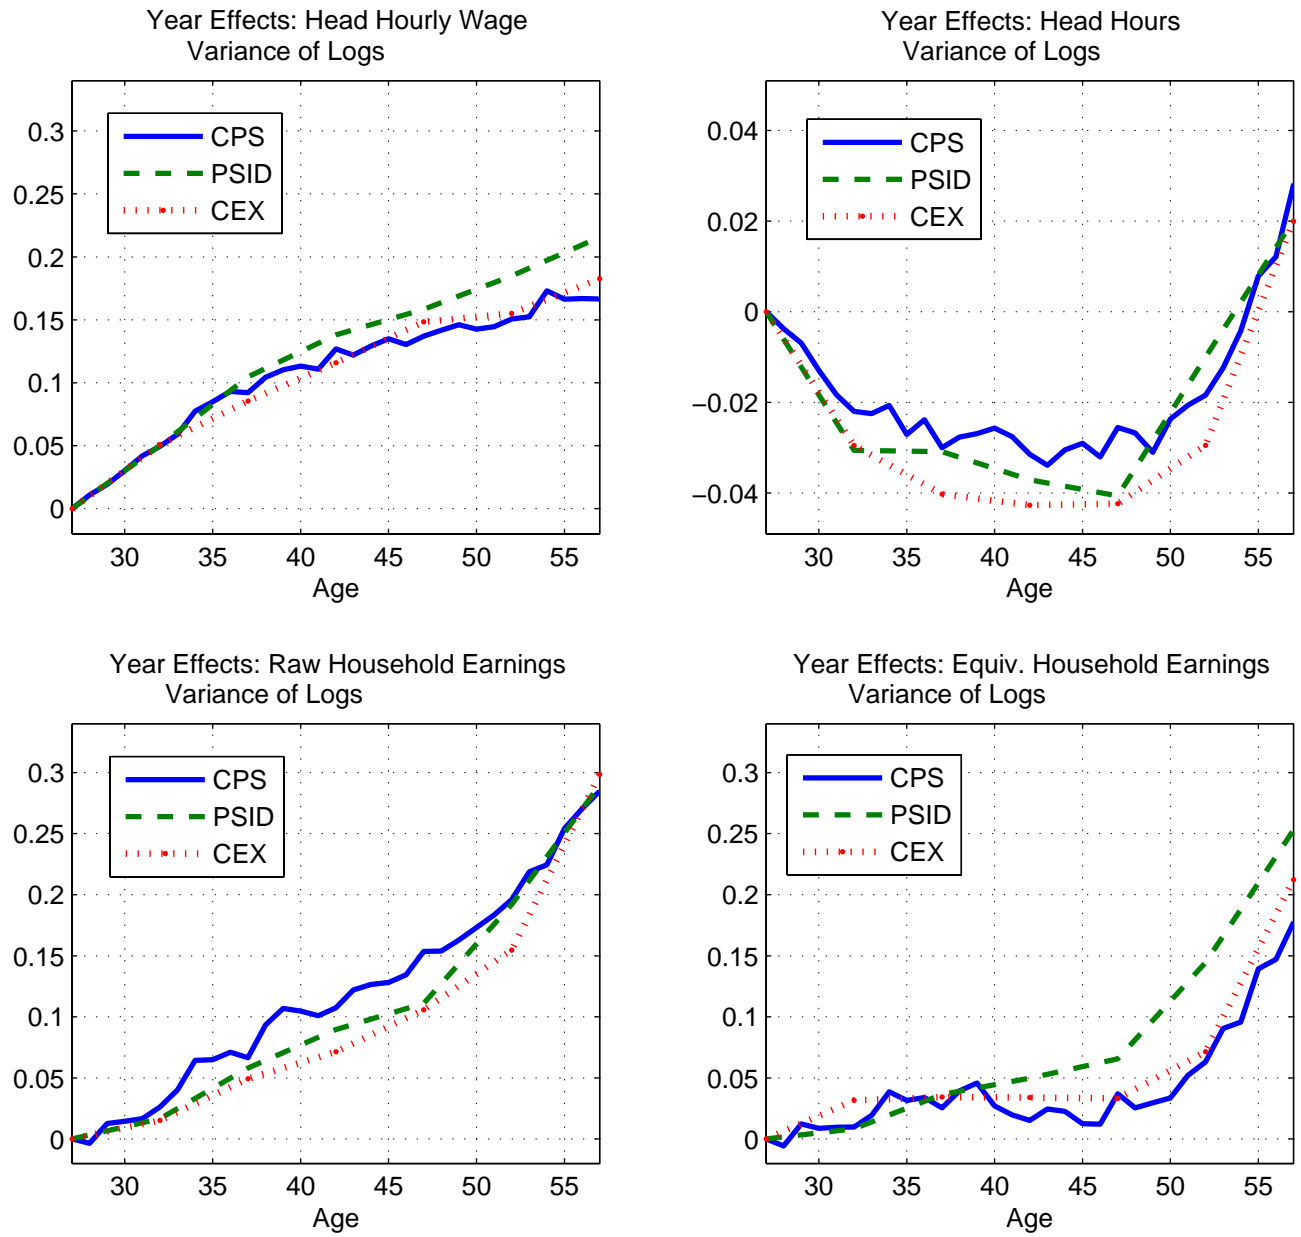 Year Effects: Head Hourly Wage
Variance of Logs
0.3
0.25
0.2
0.15
0.1
0.05
0
CPS
PSID
CEX
30 35 40 45 50 55
Age
Year Effects: Head Hours
Variance of Logs
0.04
0.02
0
−0.02
−0.04
CPS
PSID
CEX
30 35 40 45 50 55
Age
Year Effects: Raw Household Earnings
Variance of Logs
0.3
0.25
0.2
0.15
0.1
0.05
0
CPS
PSID
CEX
30 35 40 45 50 55
Age
Year Effects: Equiv. Household Earnings
Variance of Logs
0.3
0.25
0.2
0.15
0.1
0.05
0
CPS
PSID
CEX
30 35 40 45 50 55
Age